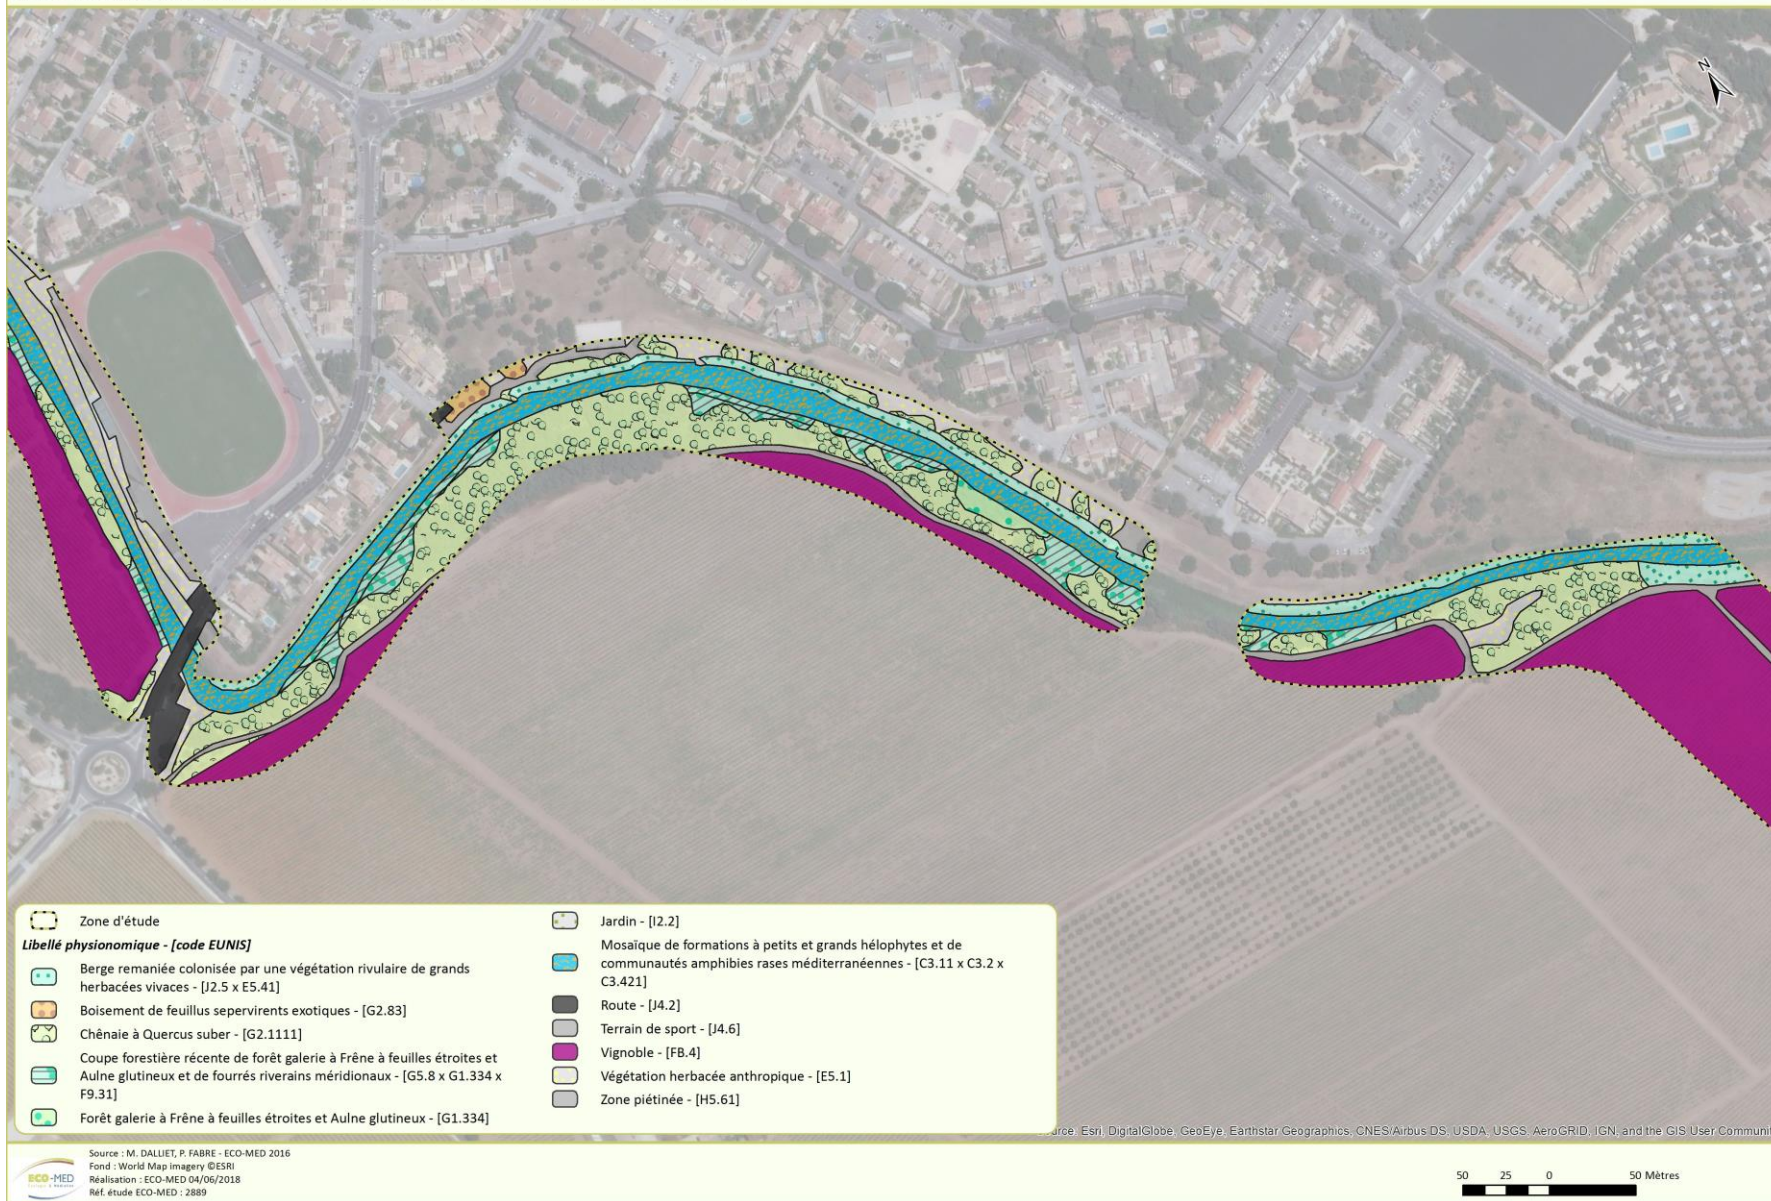 N
Zone d'étude
Libellé physionomique - [code EUNIS]
Berge remaniée colonisée par une végétation rivulaire de grands
herbacées vivaces - [J2.5 x E5.41]
Boisement de feuillus sepervirents exotiques - [G2.83]
Chênaie à Quercus suber - [G2.1111]
Coupe forestière récente de forêt galerie à Frêne à feuilles étroites et
Aulne glutineux et de fourrés riverains méridionaux - [G5.8 x G1.334 x
F9.31]
Forêt galerie à Frêne à feuilles étroites et Aulne glutineux - [G1.334]
Jardin - [I2.2]
Mosaïque de formations à petits et grands hélophytes et de
communautés amphibies rases méditerranéennes - [C3.11 x C3.2 x
C3.421]
Route - [J4.2]
Terrain de sport - [J4.6]
Vignoble - [FB.4]
Végétation herbacée anthropique - [E5.1]
Zone piétinée - [H5.61]
Esri, DigitalGlobe, GeoEye, Earthstar Geographics, CNES/Airbus DS, USDA, USGS, AeroGRID, IGN, and the GIS User Communit
ECO-MED
Source : M. DALLIET, P. FABRE - ECO-MED 2016
Fond : World Map imagery ©ESRI
Réalisation : ECO-MED 04/06/2018
Réf. étude ECO-MED : 2889
50 25 0 50 Mètres